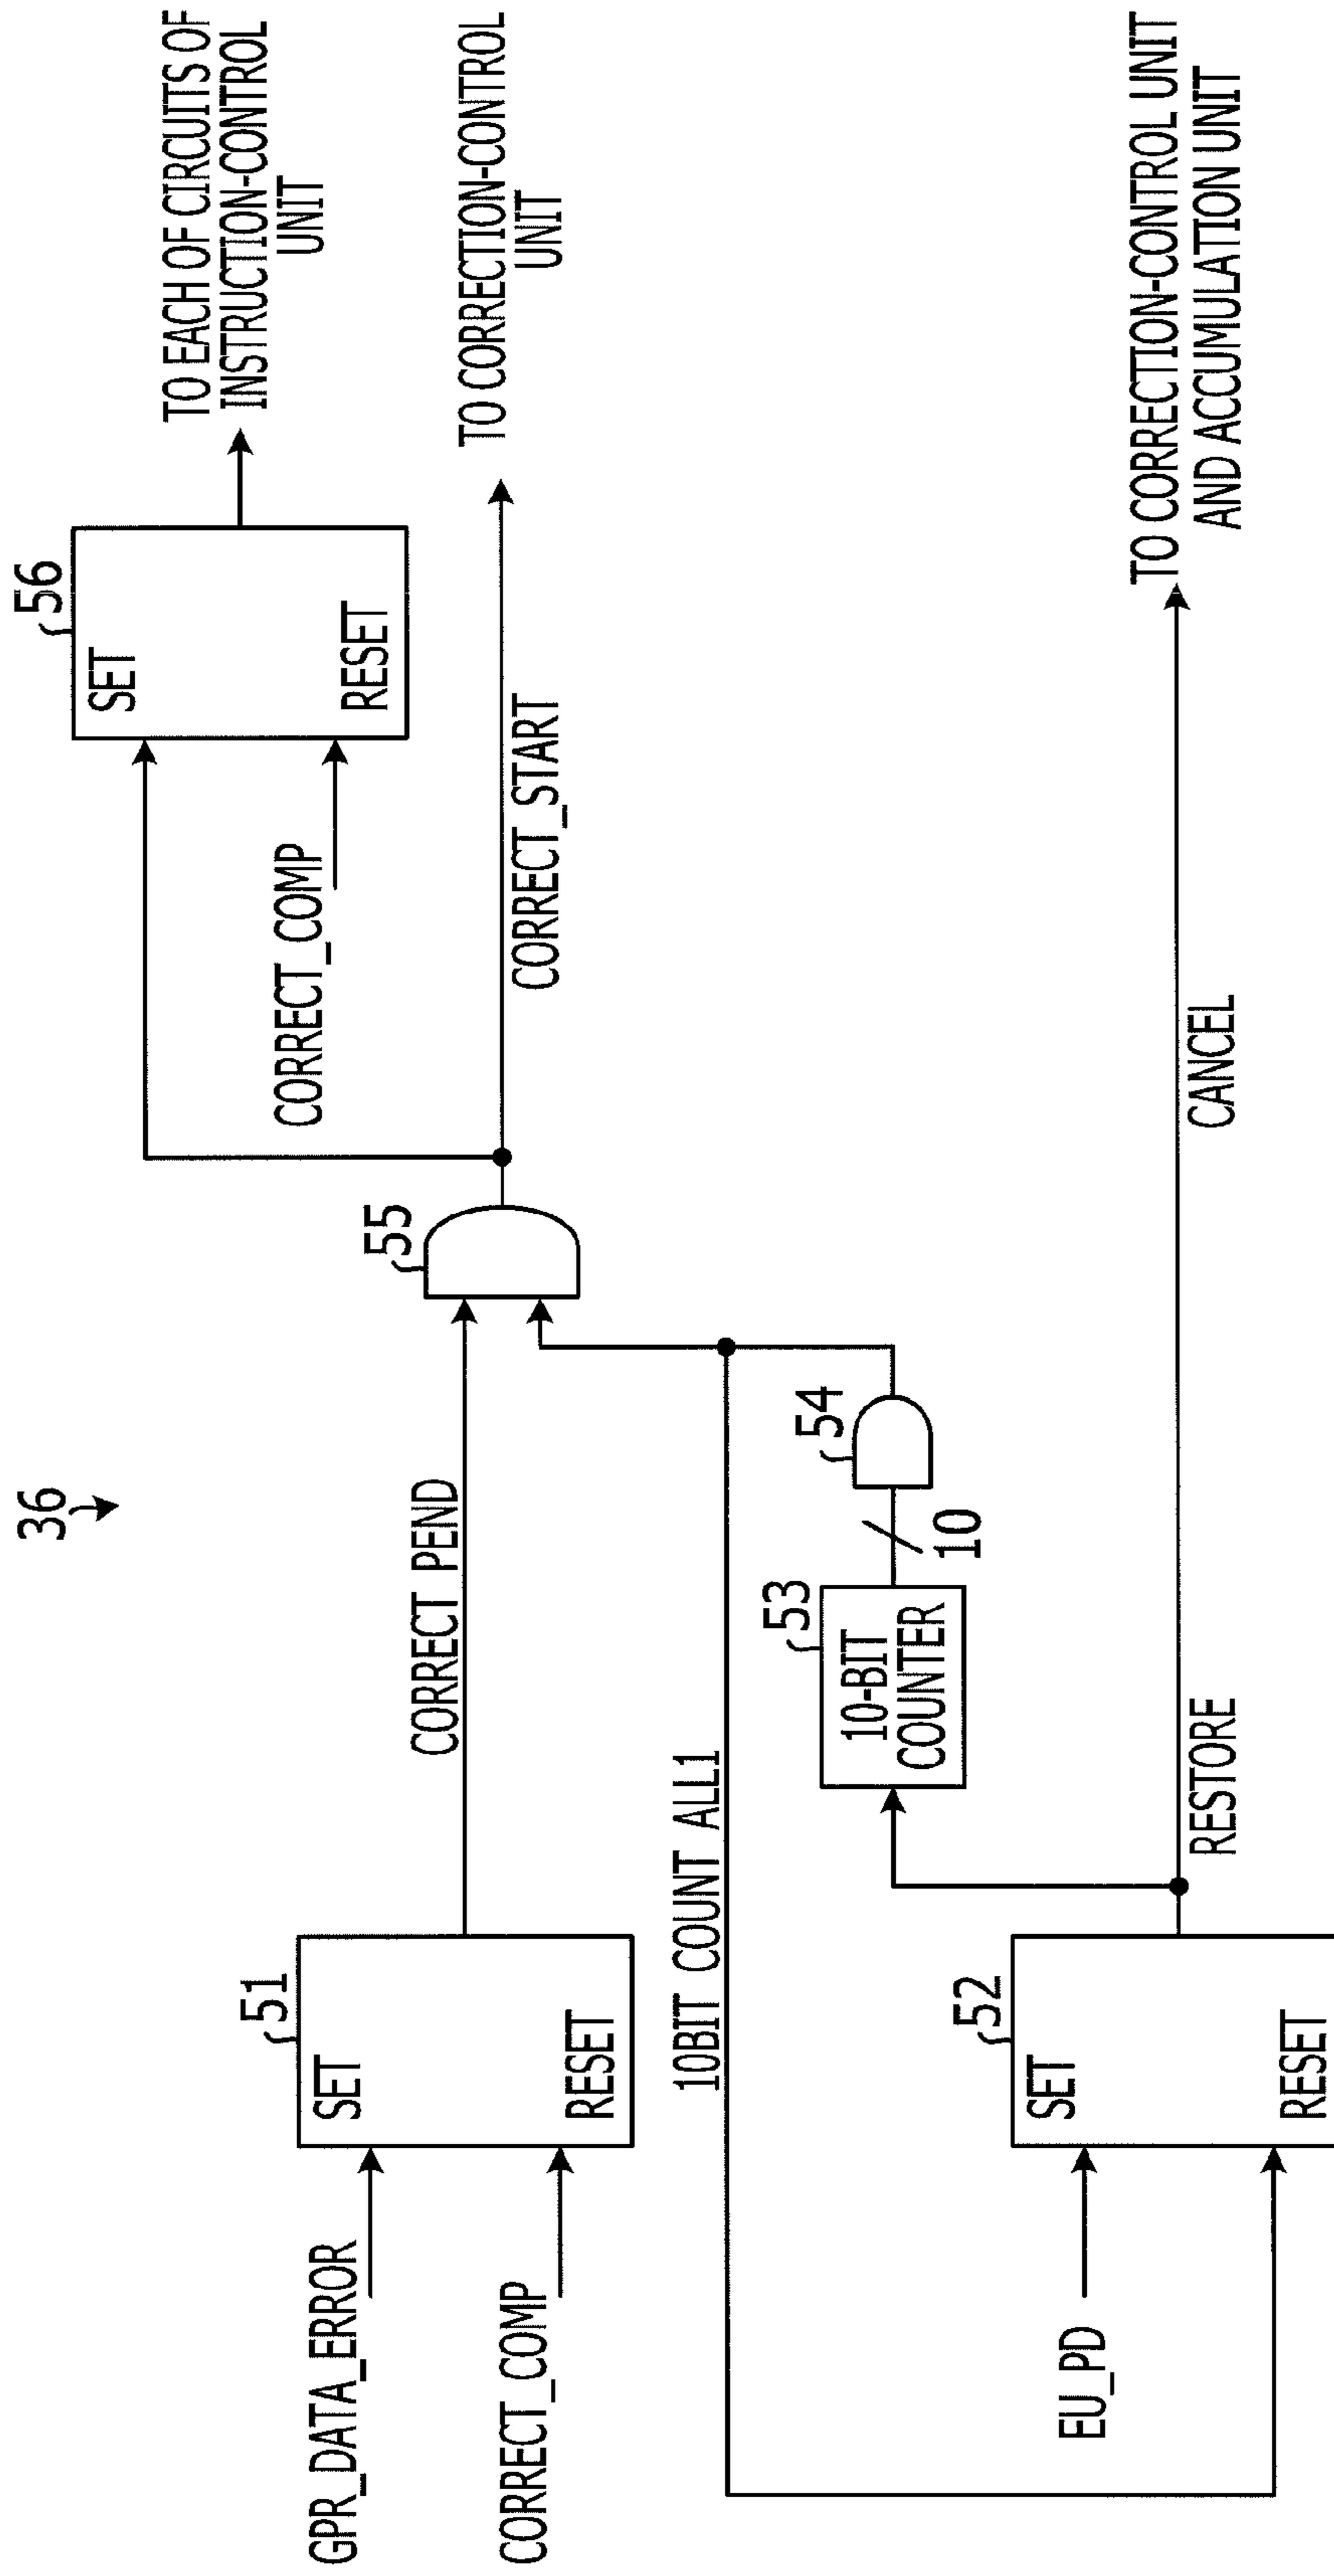 36
GPR_DATA_ERROR
CORRECT_COMP
51
SET
RESET
CORRECT PEND
55
CORRECT_COMP
56
SET
RESET
TO EACH OF CIRCUITS OF
INSTRUCTION-CONTROL
UNIT
CORRECT_START
TO CORRECTION-CONTROL
UNIT
10BIT COUNT ALL1
53
10-BIT
COUNTER
10
54
EU_PD
52
SET
RESET
RESTORE
CANCEL
TO CORRECTION-CONTROL UNIT
AND ACCUMULATION UNIT